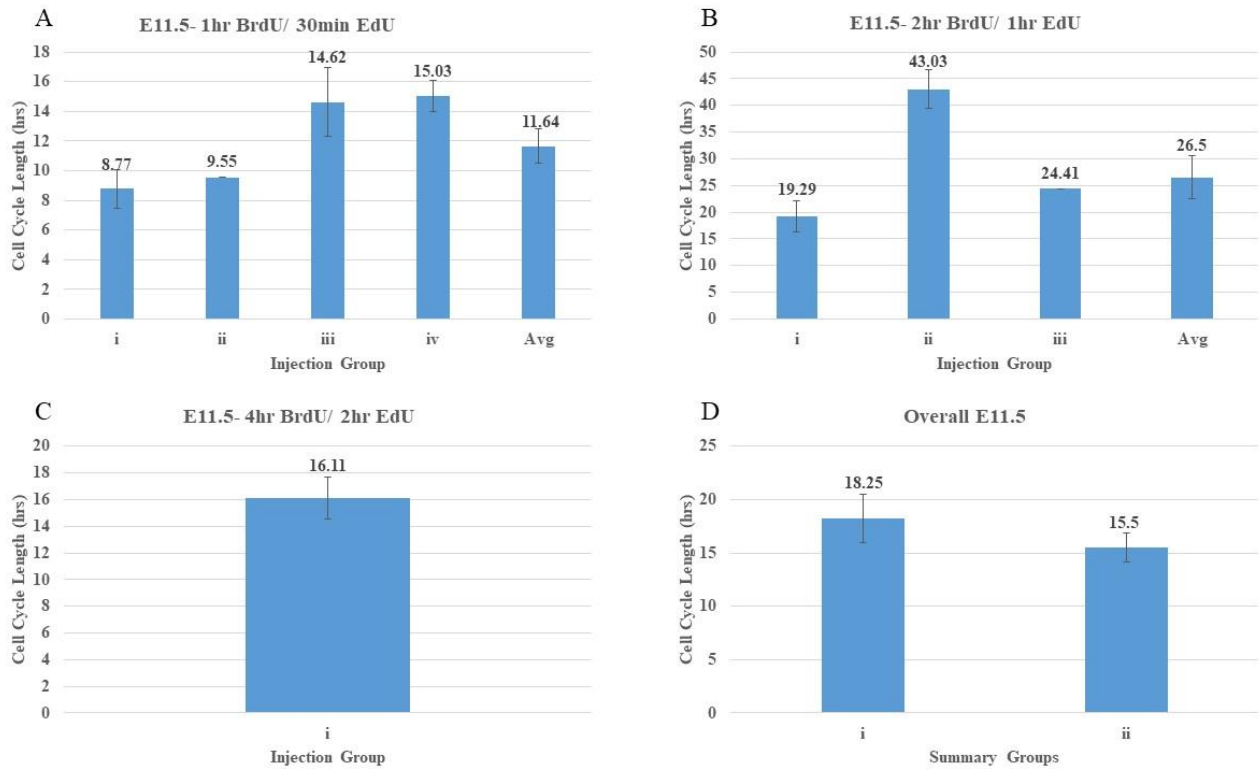 A
E11.5- 1hr BrdU/ 30min EdU
Cell Cycle Length (hrs)
18
16
14
12
10
8
6
4
2
0
8.77
9.55
14.62
15.03
11.64
i ii iii iv Avg
Injection Group
B
E11.5- 2hr BrdU/ 1hr EdU
Cell Cycle Length (hrs)
50
45
40
35
30
25
20
15
10
5
0
19.29
43.03
24.41
26.5
i ii iii Avg
Injection Group
C
E11.5- 4hr BrdU/ 2hr EdU
Cell Cycle Length (hrs)
20
18
16
14
12
10
8
6
4
2
0
16.11
i
Injection Group
D
Overall E11.5
Cell Cycle Length (hrs)
25
20
15
10
5
0
18.25
15.5
i ii
Summary Groups